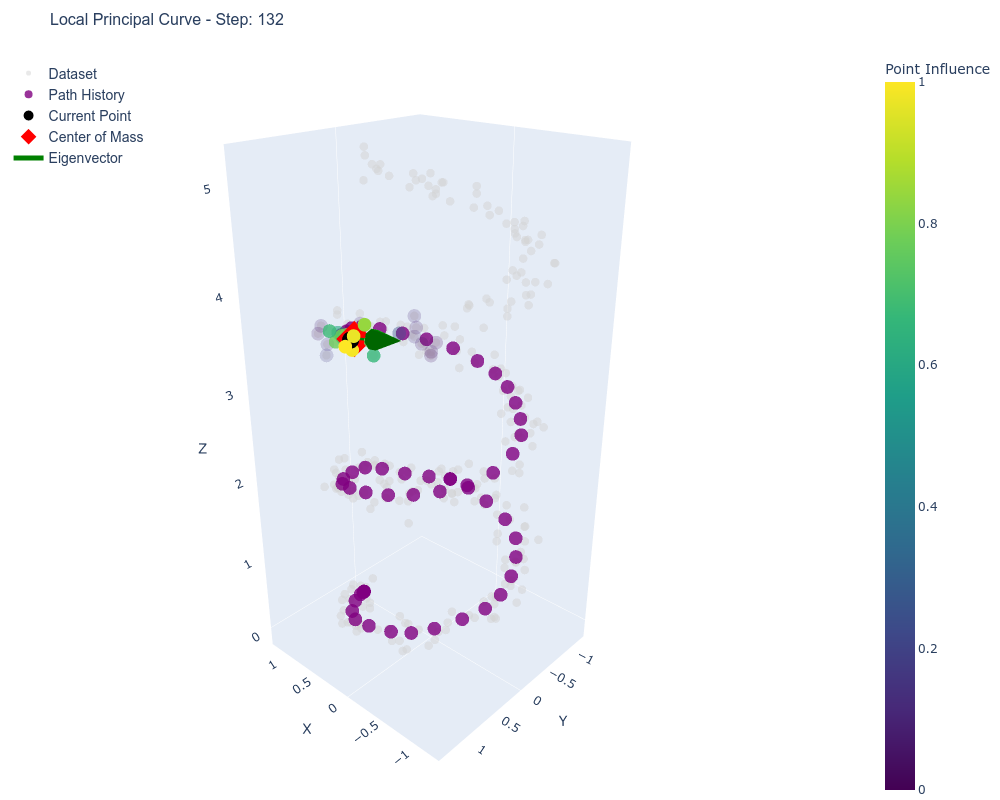 Local Principal Curve - Step: 132
Dataset
Path History
Current Point
Center of Mass
Eigenvector
Point Influence
1
0.8
0.6
0.4
0.2
0
5
4
3
Z
2
1
0
1
0.5
0
X
−0.5
−1
−1
−0.5
0
Y
0.5
1